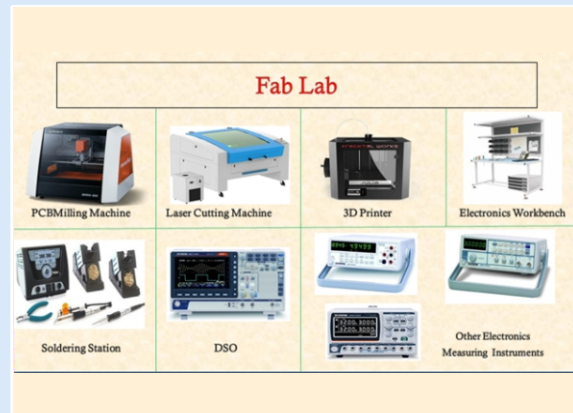 Fab Lab
PCBMilling Machine
Laser Cutting Machine
3D Printer
Electronics Workbench
Soldering Station
DSO
Other Electronics
Measuring Instruments